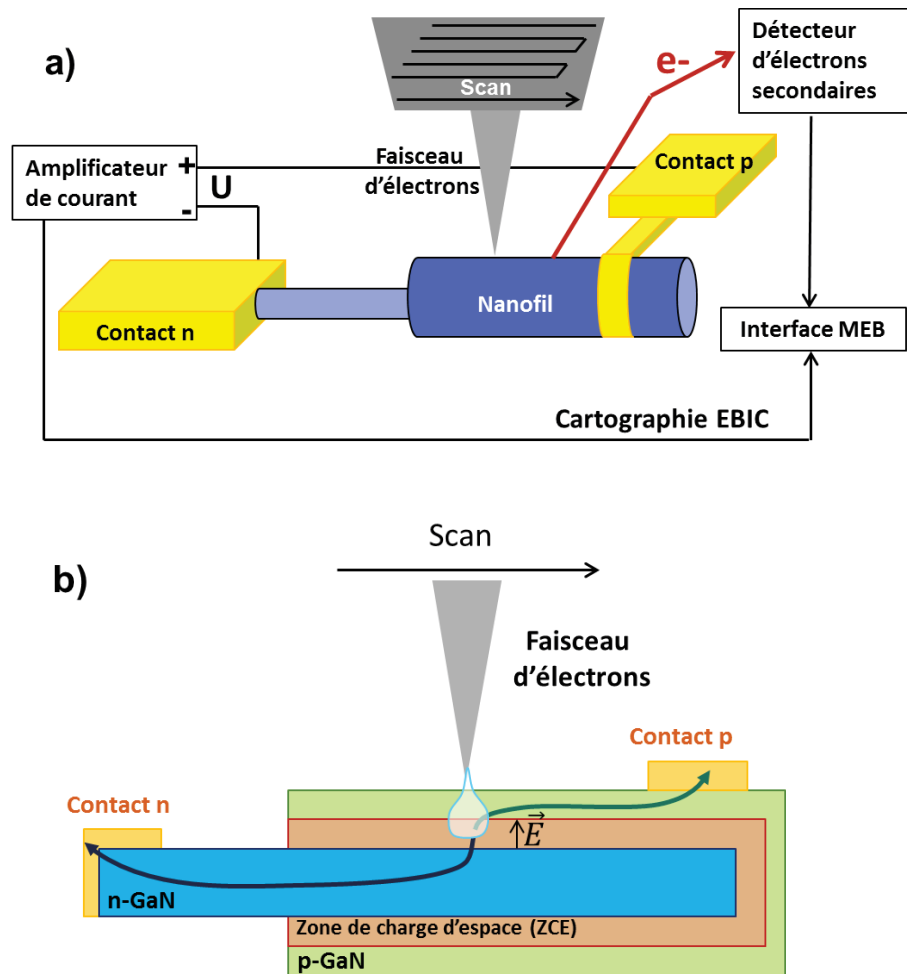 a)
Scan
e-
Détecteur
d'électrons
secondaires
Amplificateur
de courant
+
-
U
Faisceau
d'électrons
Contact p
Nanofil
Contact n
Interface MEB
Cartographie EBIC
b)
Scan
Faisceau
d'électrons
Contact p
Contact n
E
n-GaN
Zone de charge d'espace (ZCE)
p-GaN